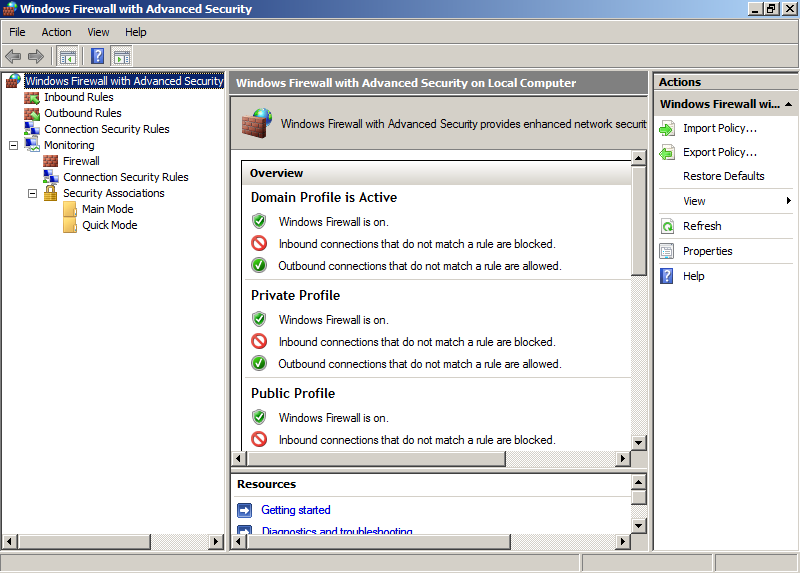 Windows Firewall with Advanced Security
File Action View Help
Windows Firewall with Advanced Security
Inbound Rules
Outbound Rules
Connection Security Rules
Monitoring
Firewall
Connection Security Rules
Security Associations
Main Mode
Quick Mode
Windows Firewall with Advanced Security on Local Computer
Windows Firewall with Advanced Security provides enhanced network securit
Overview
Domain Profile is Active
Windows Firewall is on.
Inbound connections that do not match a rule are blocked.
Outbound connections that do not match a rule are allowed.
Private Profile
Windows Firewall is on.
Inbound connections that do not match a rule are blocked.
Outbound connections that do not match a rule are allowed.
Public Profile
Windows Firewall is on.
Inbound connections that do not match a rule are blocked.
Resources
Getting started
Diagnostics and troubleshooting
Actions
Windows Firewall wi...
Import Policy...
Export Policy...
Restore Defaults
View
Refresh
Properties
Help